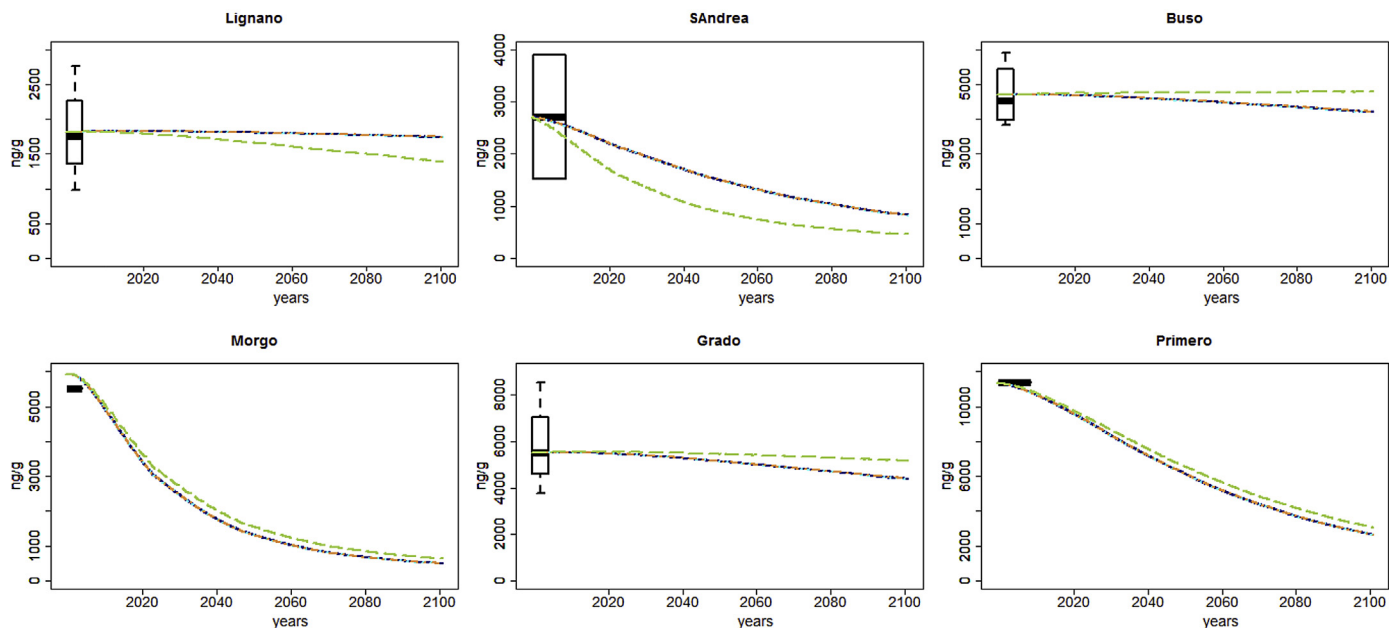 Lignano
SAndrea
Buso
ng/g
0 500 1500 2500
2020 2040 2060 2080 2100
years
ng/g
0 1000 2000 3000 4000
2020 2040 2060 2080 2100
years
ng/g
0 1000 3000 5000
2020 2040 2060 2080 2100
years
Morgo
Grado
Primero
ng/g
0 1000 3000 5000
2020 2040 2060 2080 2100
years
ng/g
0 2000 4000 6000 8000
2020 2040 2060 2080 2100
years
ng/g
0 2000 6000 10000
2020 2040 2060 2080 2100
years